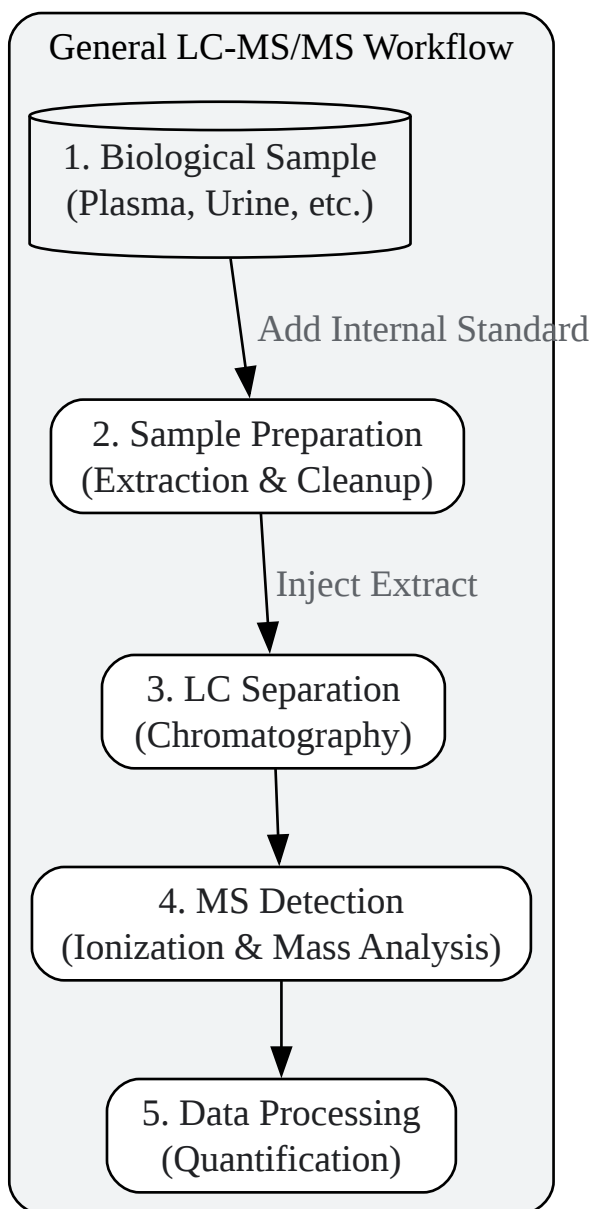 General LC-MS/MS Workflow
1. Biological Sample
(Plasma, Urine, etc.)
Add Internal Standard
2. Sample Preparation
(Extraction & Cleanup)
Inject Extract
3. LC Separation
(Chromatography)
4. MS Detection
(Ionization & Mass Analysis)
5. Data Processing
(Quantification)